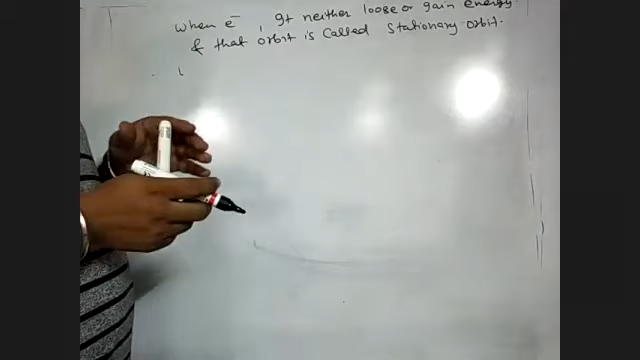 when e⁻, It neither loose or gain energy.
& that orbit is called stationary orbit.